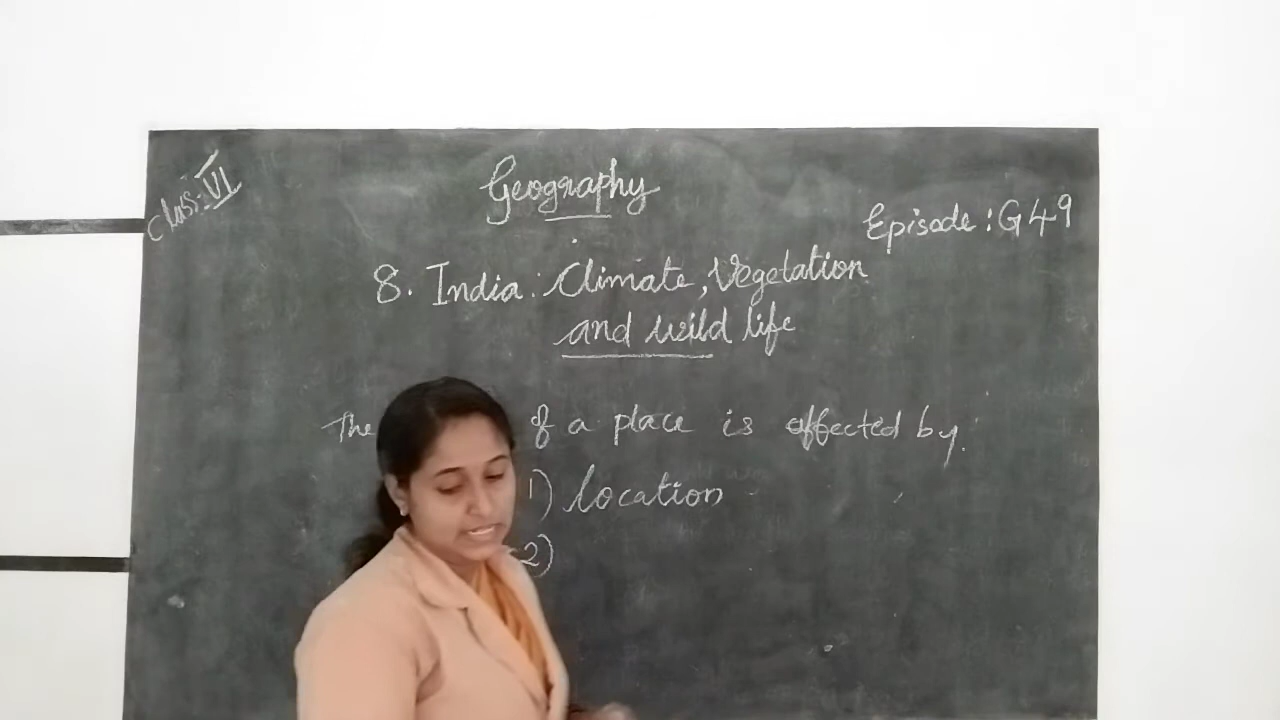 Class: VI
Geography
Episode: G49
8. India: Climate, Vegetation
and wild life
The of a place is affected by.
1) location
2)